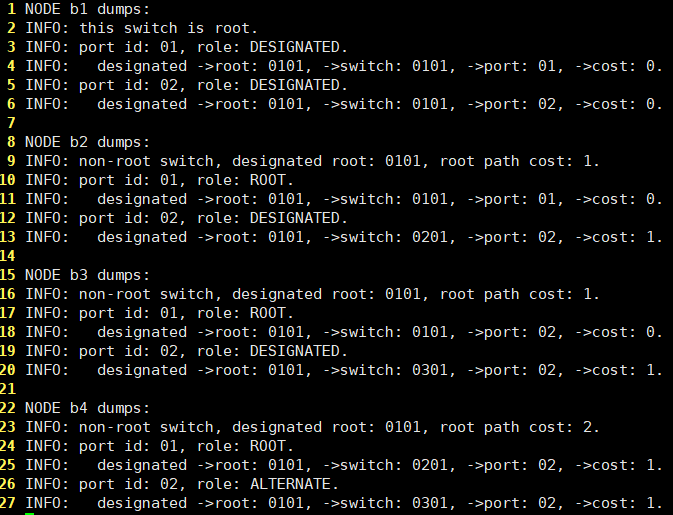 1 NODE b1 dumps:
2 INFO: this switch is root.
3 INFO: port id: 01, role: DESIGNATED.
4 INFO:   designated ->root: 0101, ->switch: 0101, ->port: 01, ->cost: 0.
5 INFO: port id: 02, role: DESIGNATED.
6 INFO:   designated ->root: 0101, ->switch: 0101, ->port: 02, ->cost: 0.
7
8 NODE b2 dumps:
9 INFO: non-root switch, designated root: 0101, root path cost: 1.
10 INFO: port id: 01, role: ROOT.
11 INFO:   designated ->root: 0101, ->switch: 0101, ->port: 01, ->cost: 0.
12 INFO: port id: 02, role: DESIGNATED.
13 INFO:   designated ->root: 0101, ->switch: 0201, ->port: 02, ->cost: 1.
14
15 NODE b3 dumps:
16 INFO: non-root switch, designated root: 0101, root path cost: 1.
17 INFO: port id: 01, role: ROOT.
18 INFO:   designated ->root: 0101, ->switch: 0101, ->port: 02, ->cost: 0.
19 INFO: port id: 02, role: DESIGNATED.
20 INFO:   designated ->root: 0101, ->switch: 0301, ->port: 02, ->cost: 1.
21
22 NODE b4 dumps:
23 INFO: non-root switch, designated root: 0101, root path cost: 2.
24 INFO: port id: 01, role: ROOT.
25 INFO:   designated ->root: 0101, ->switch: 0201, ->port: 02, ->cost: 1.
26 INFO: port id: 02, role: ALTERNATE.
27 INFO:   designated ->root: 0101, ->switch: 0301, ->port: 02, ->cost: 1.